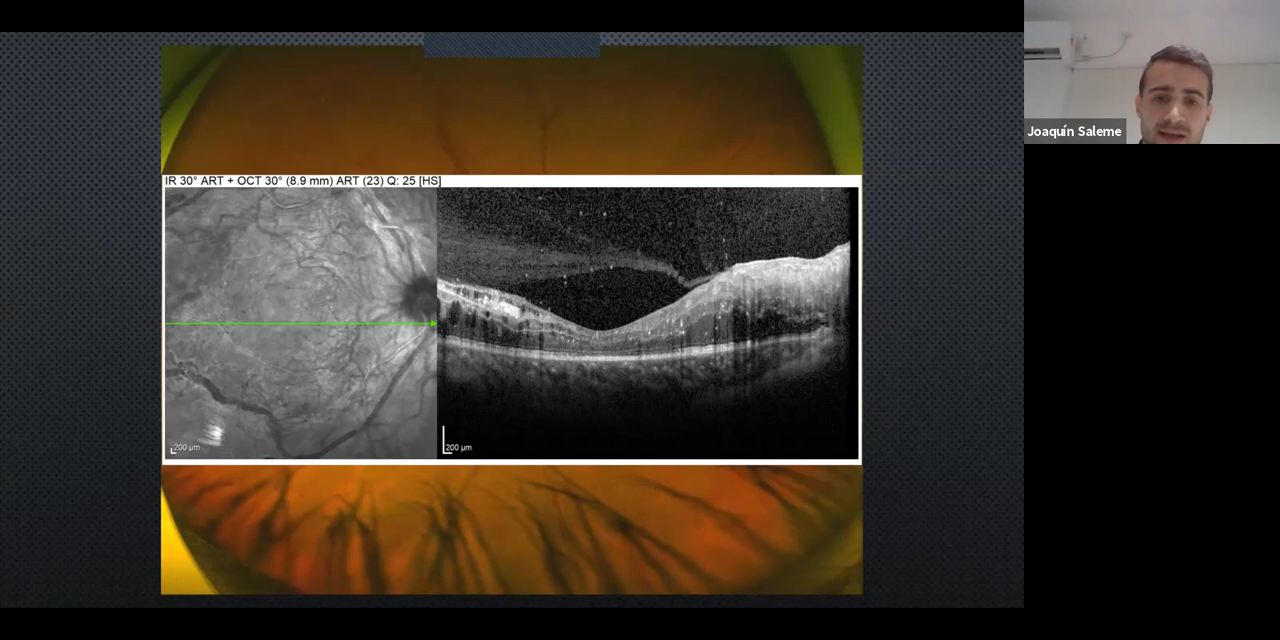 IR 30° ART + OCT 30° (8.9 mm) ART (23) Q: 25 [HS]
200 µm
200 µm
Joaquín Saleme